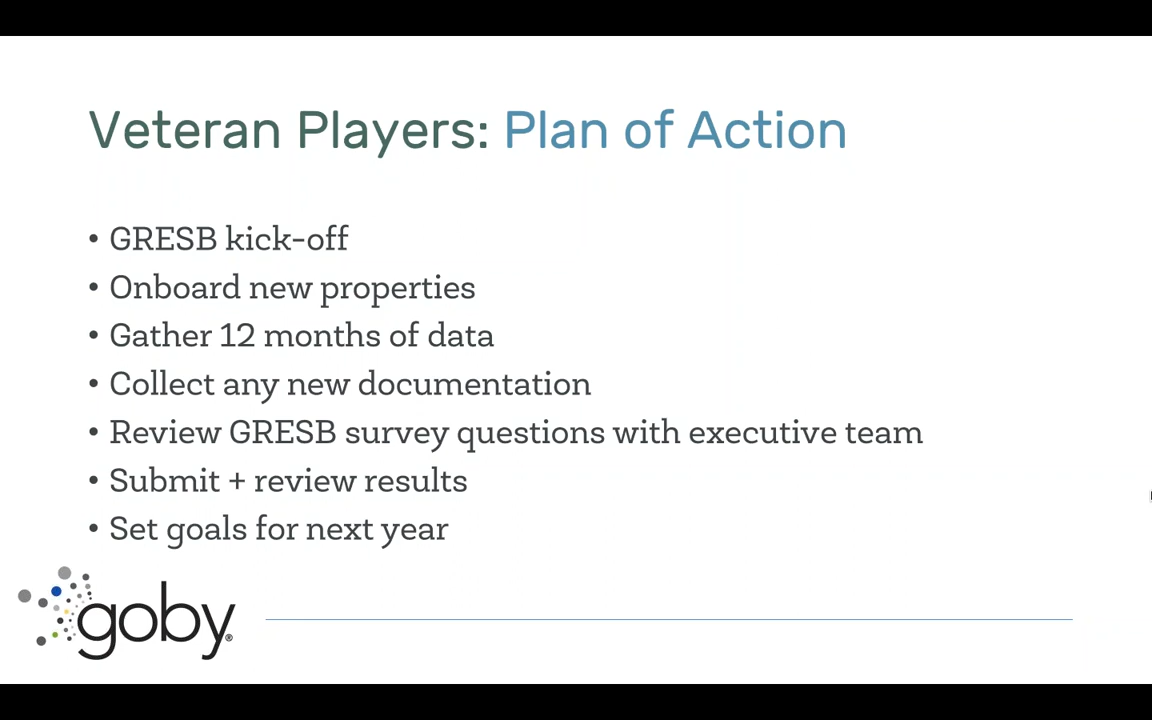 Veteran Players: Plan of Action
• GRESB kick-off
• Onboard new properties
• Gather 12 months of data
• Collect any new documentation
• Review GRESB survey questions with executive team
• Submit + review results
• Set goals for next year
goby®